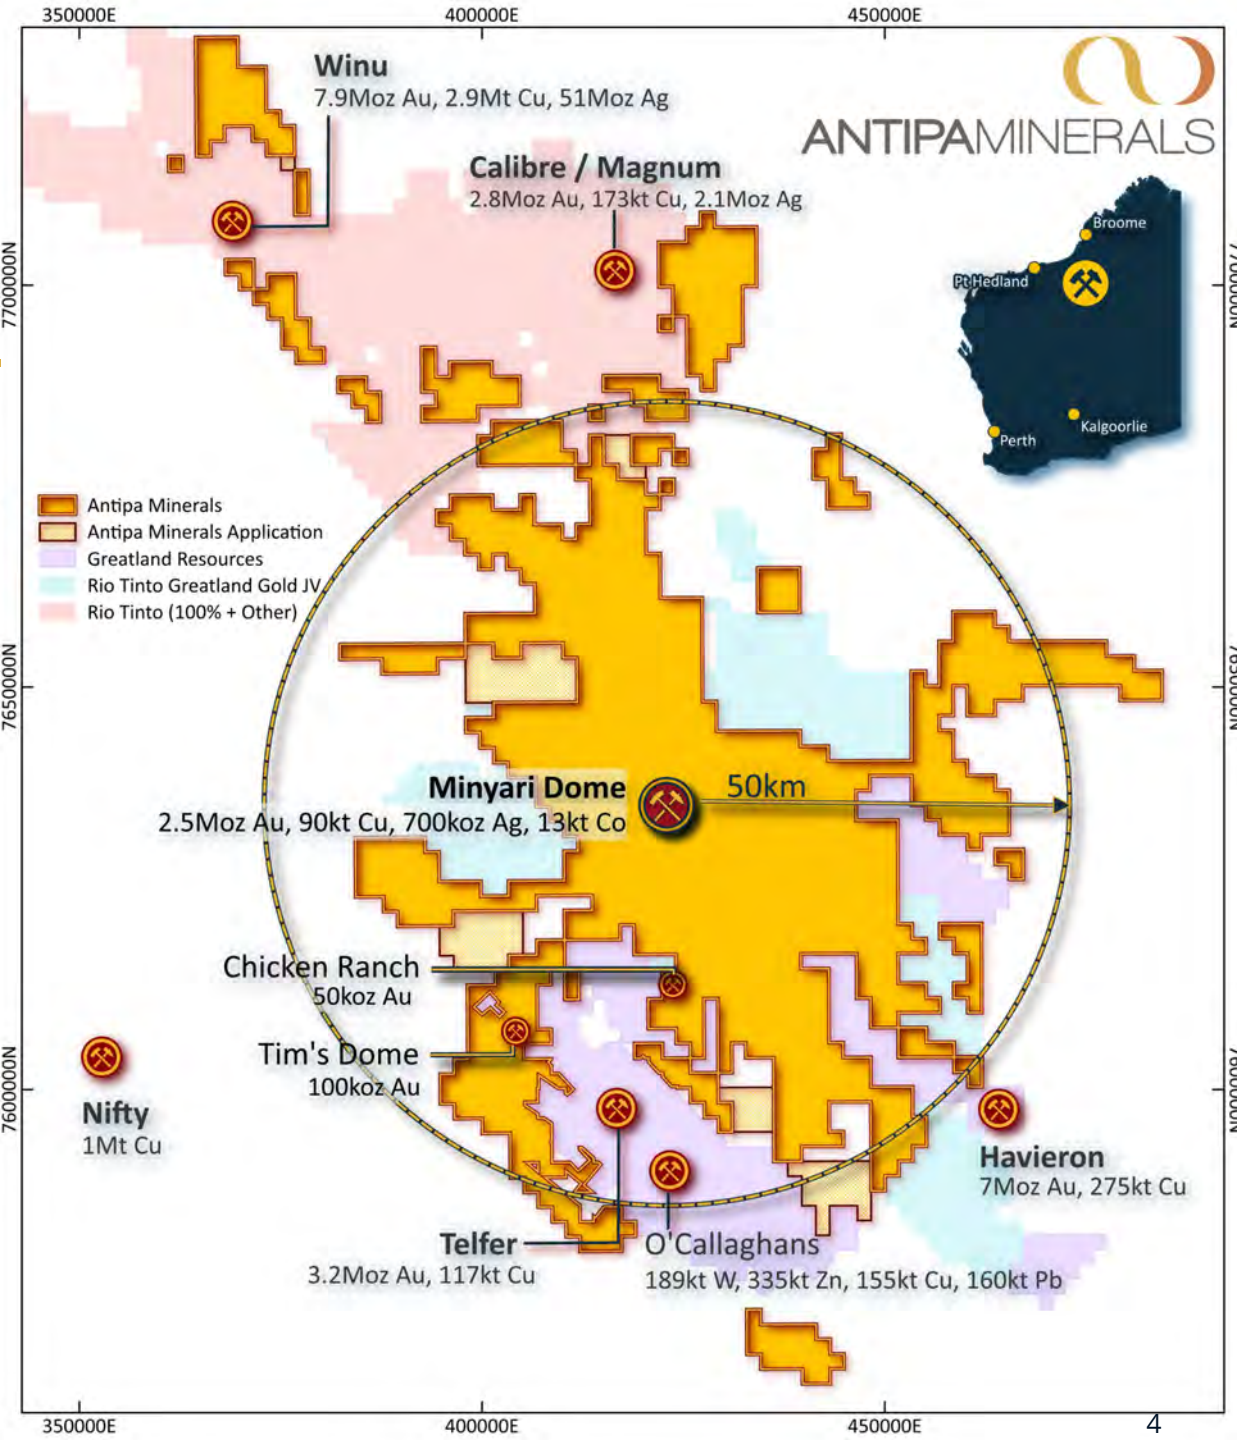 350000E
400000E
450000E
Winu
7.9Moz Au, 2.9Mt Cu, 51Moz Ag
ANTIPAMINERALS
Calibre / Magnum
2.8Moz Au, 173kt Cu, 2.1Moz Ag
Broome
Pt Hedland
Kalgoorlie
Perth
7700000N
7700000N
Antipa Minerals
Antipa Minerals Application
Greatland Resources
Rio Tinto Greatland Gold JV
Rio Tinto (100% + Other)
7650000N
7650000N
Minyari Dome
50km
2.5Moz Au, 90kt Cu, 700koz Ag, 13kt Co
Chicken Ranch
50koz Au
Tim's Dome
100koz Au
7600000N
7600000N
Nifty
1Mt Cu
Havieron
7Moz Au, 275kt Cu
Telfer
3.2Moz Au, 117kt Cu
O'Callaghans
189kt W, 335kt Zn, 155kt Cu, 160kt Pb
350000E
400000E
450000E
4